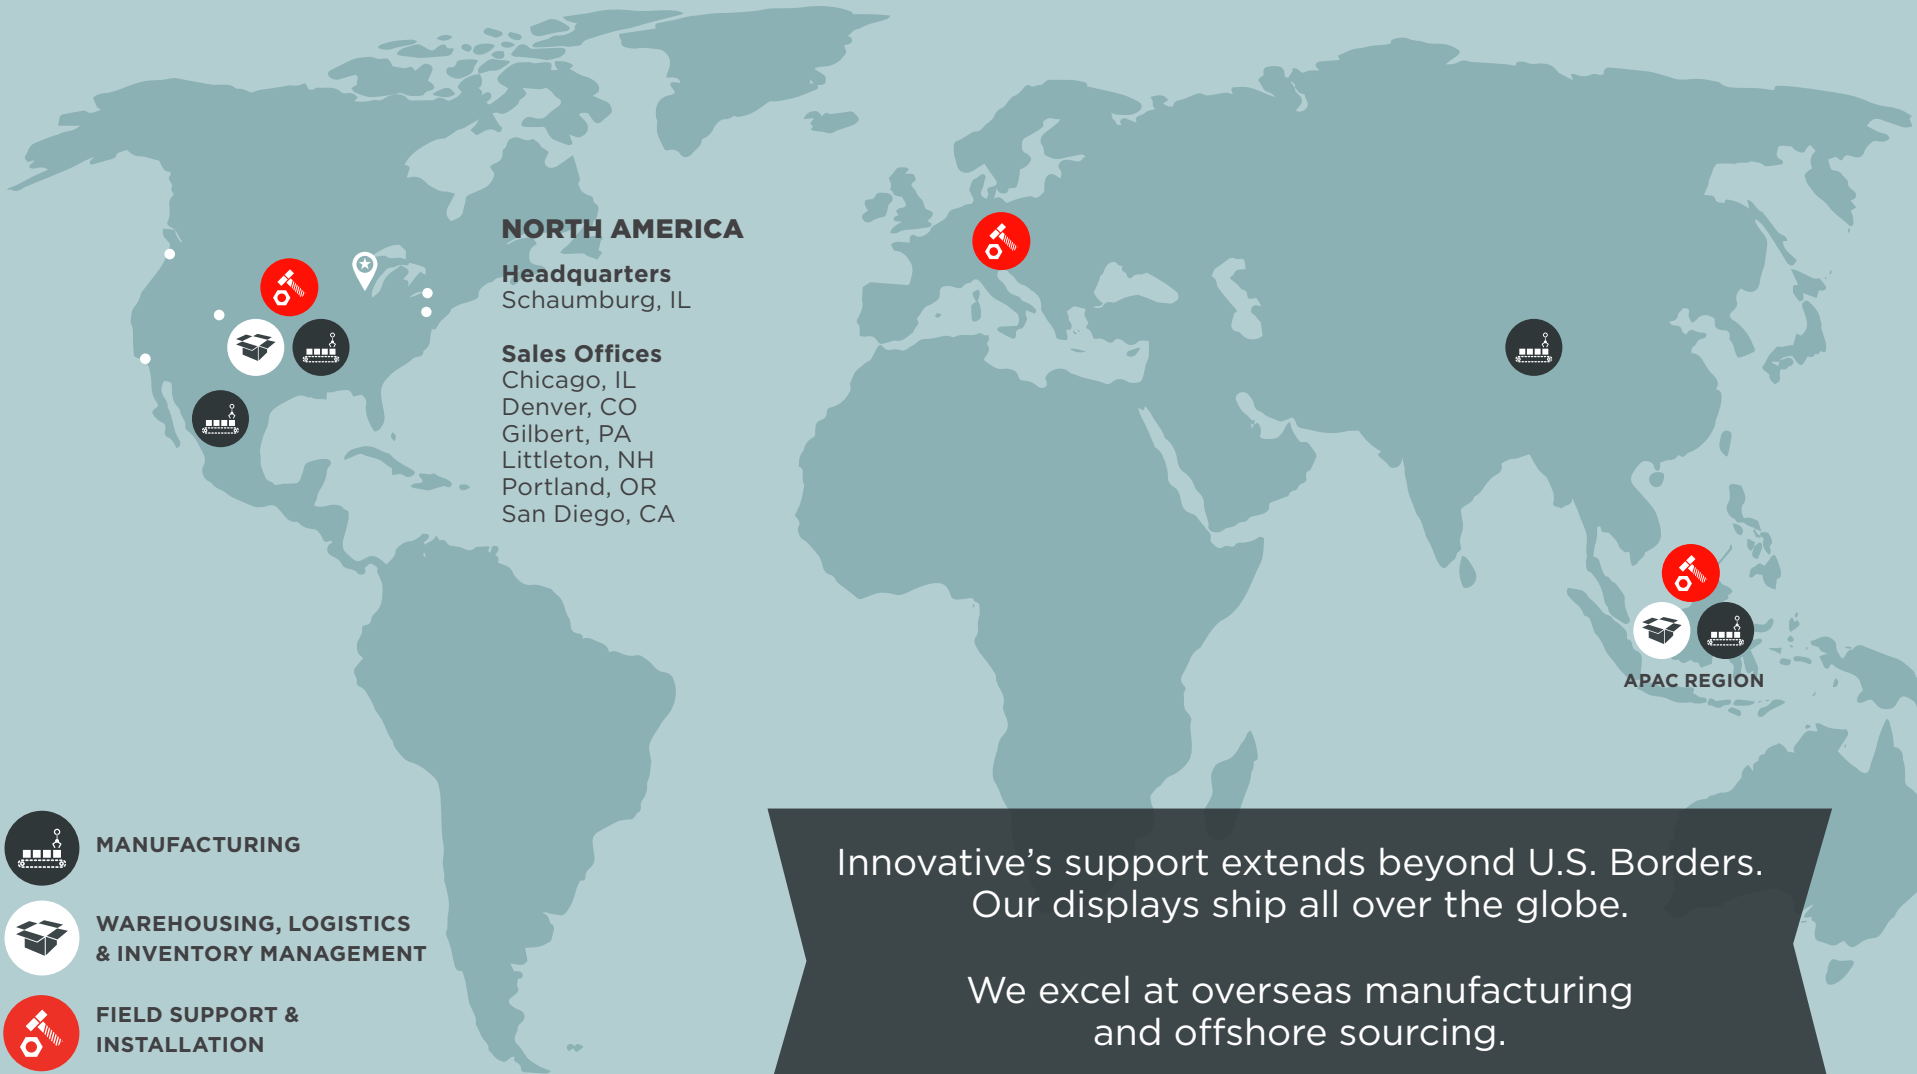 NORTH AMERICA
Headquarters
Schaumburg, IL
Sales Offices
Chicago, IL
Denver, CO
Gilbert, PA
Littleton, NH
Portland, OR
San Diego, CA
APAC REGION
MANUFACTURING
WAREHOUSING, LOGISTICS
& INVENTORY MANAGEMENT
FIELD SUPPORT &
INSTALLATION
Innovative’s support extends beyond U.S. Borders.
Our displays ship all over the globe.
We excel at overseas manufacturing
and offshore sourcing.